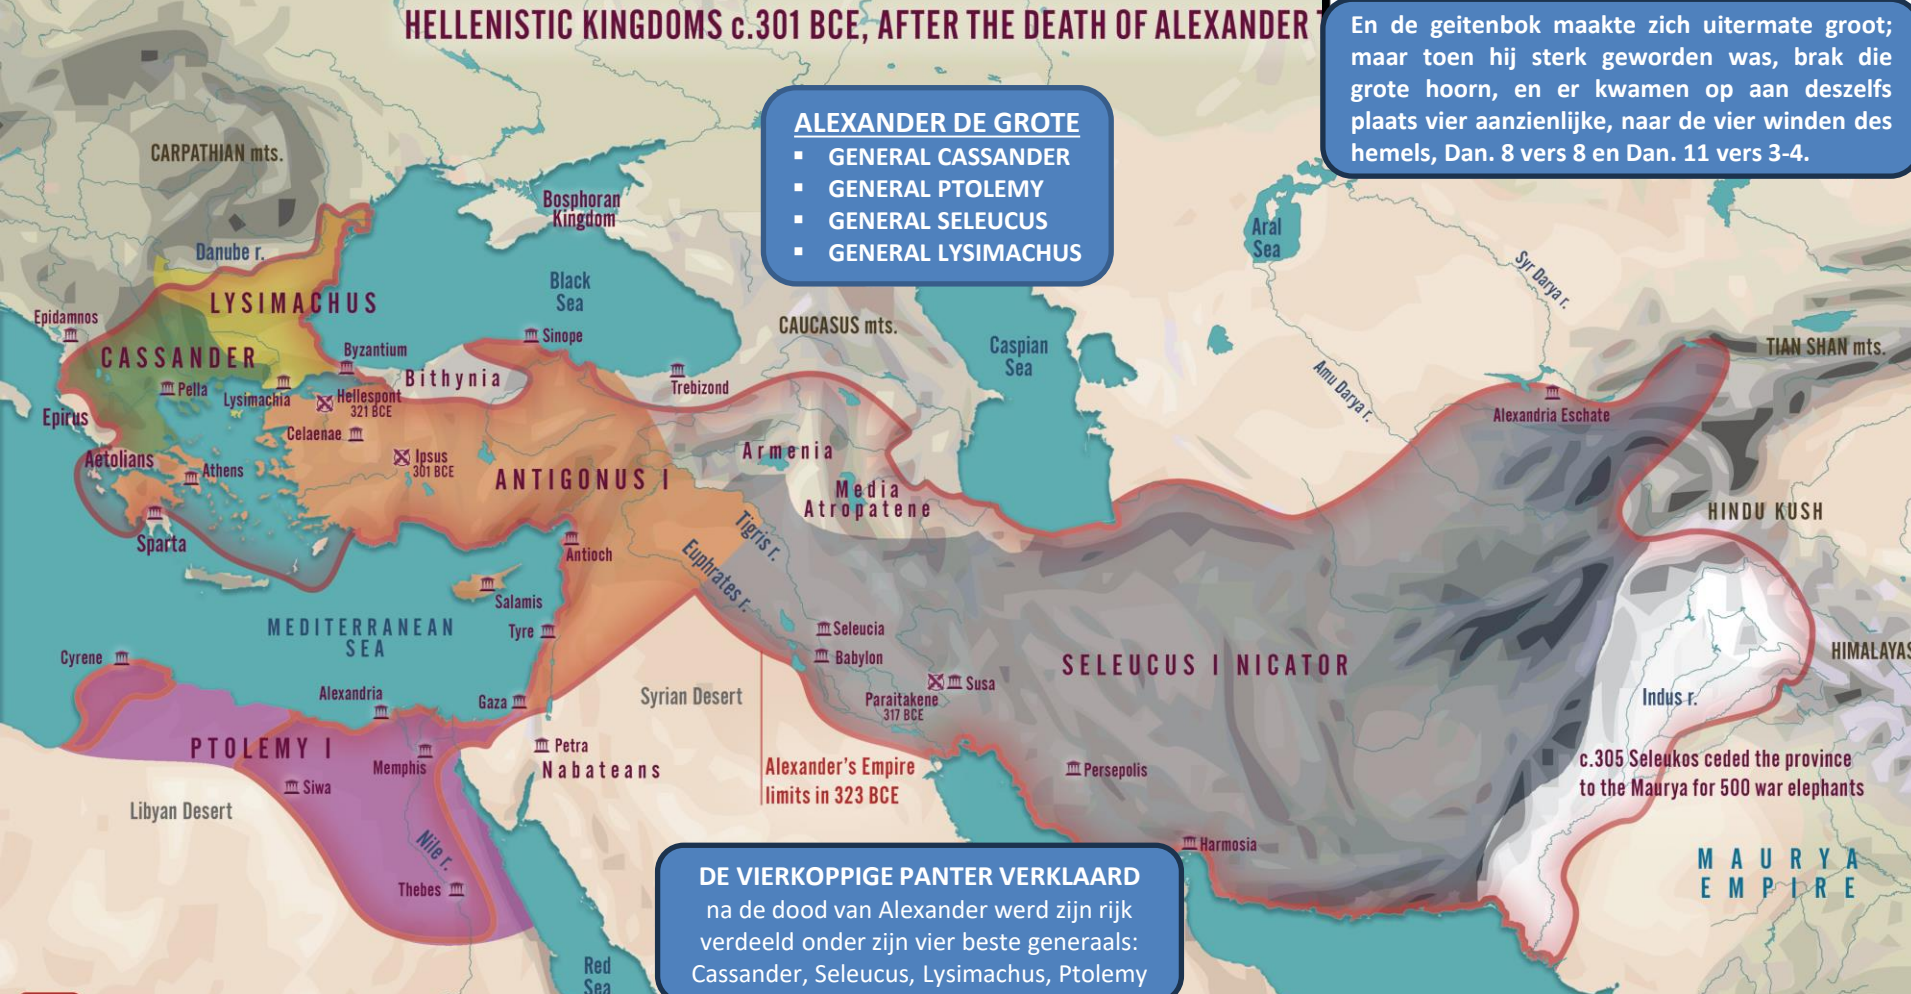 HELLENISTIC KINGDOMS c.301 BCE, AFTER THE DEATH OF ALEXANDER
En de geitenbok maakte zich uitermate groot;
maar toen hij sterk geworden was, brak die
grote hoorn, en er kwamen op aan deszelfs
plaats vier aanzienlijke, naar de vier winden des
hemels, Dan. 8 vers 8 en Dan. 11 vers 3-4.
ALEXANDER DE GROTE
▪ GENERAL CASSANDER
▪ GENERAL PTOLEMY
▪ GENERAL SELEUCUS
▪ GENERAL LYSIMACHUS
CARPATHIAN mts.
Bosphoran
Kingdom
Aral
Sea
Danube r.
Syr Darya r.
Black
Sea
LYSIMACHUS
Epidamnos
CAUCASUS mts.
Sinope
Caspian
Sea
TIAN SHAN mts.
CASSANDER
Byzantium
Bithynia
Trebizond
Amu Darya r.
Pella
Lysimachia
Hellespont
321 BCE
Alexandria Eschate
Epirus
Celaenae
Armenia
Aetolians
Athens
Ipsus
301 BCE
ANTIGONUS I
Media
Atropatene
HINDU KUSH
Sparta
Tigris r.
Antioch
Euphrates r.
Salamis
MEDITERRANEAN
SEA
Tyre
Seleucia
Babylon
Cyrene
SELEUCUS I NICATOR
HIMALAYAS
Alexandria
Gaza
Syrian Desert
Susa
Paraitakene
317 BCE
Indus r.
PTOLEMY I
Memphis
Petra
Nabateans
Siwa
Alexander's Empire
limits in 323 BCE
Persepolis
c.305 Seleukos ceded the province
to the Maurya for 500 war elephants
Libyan Desert
Nile r.
Harmosia
MAURYA
EMPIRE
Thebes
DE VIERKOPPIGE PANTER VERKLAARD
na de dood van Alexander werd zijn rijk
verdeeld onder zijn vier beste generaals:
Cassander, Seleucus, Lysimachus, Ptolemy
Red
Sea